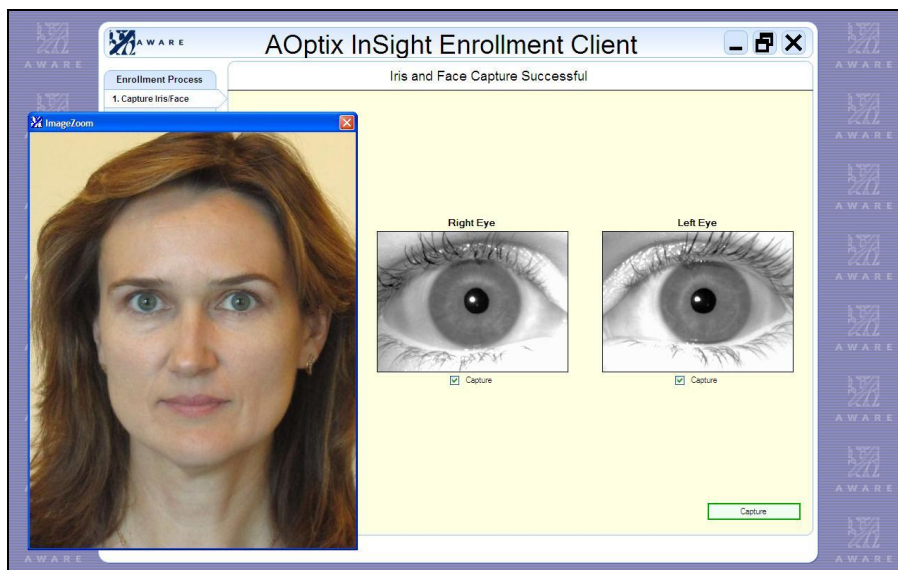 AWARE
AOptix InSight Enrollment Client
Enrollment Process
Iris and Face Capture Successful
1. Capture Iris/Face
ImageZoom
Right Eye
Left Eye
Capture
Capture
Capture
AWARE
AWARE
AWARE
AWARE
AWARE
AWARE
AWARE
AWARE
AWARE
AWARE